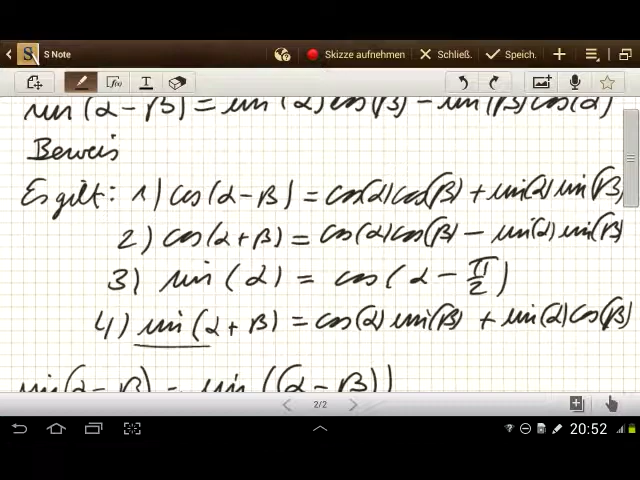 S Note
Skizze aufnehmen
Schließ.
Speich.
sin(α-β) = sin(α)cos(β) - sin(β)cos(α)
Beweis
Es gilt: 1) cos(α-β) = cos(α)cos(β) + sin(α)sin(β)
2) cos(α+β) = cos(α)cos(β) - sin(α)sin(β)
3) sin(α) = cos(α - π/2)
4) sin(α+β) = cos(α)sin(β) + sin(α)cos(β)
sin(α-β) = sin((α-β))
2/2
20:52